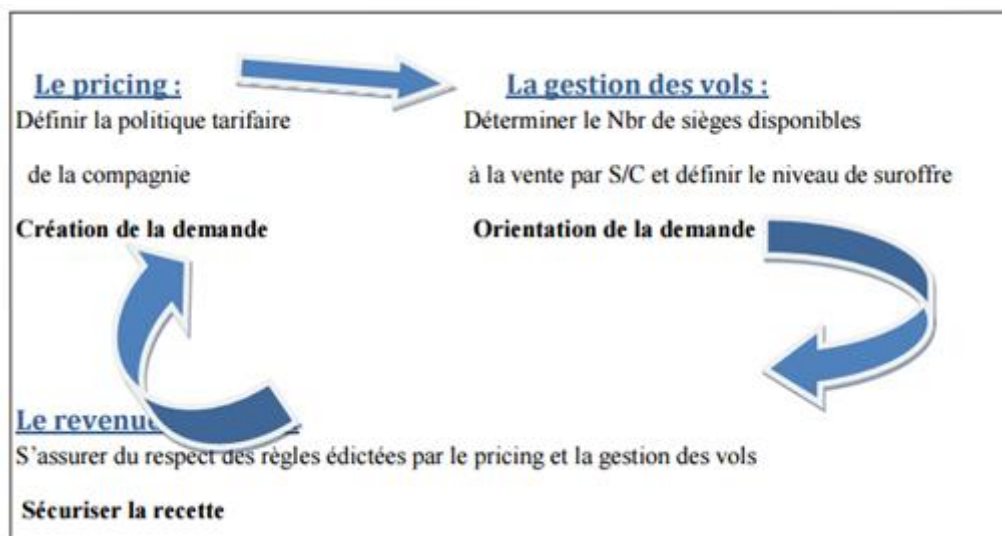 Le pricing :
La gestion des vols :
Définir la politique tarifaire
de la compagnie
Création de la demande
Déterminer le Nbr de sièges disponibles
à la vente par S/C et définir le niveau de suroffre
Orientation de la demande
Le revenue
S'assurer du respect des règles édictées par le pricing et la gestion des vols
Sécuriser la recette